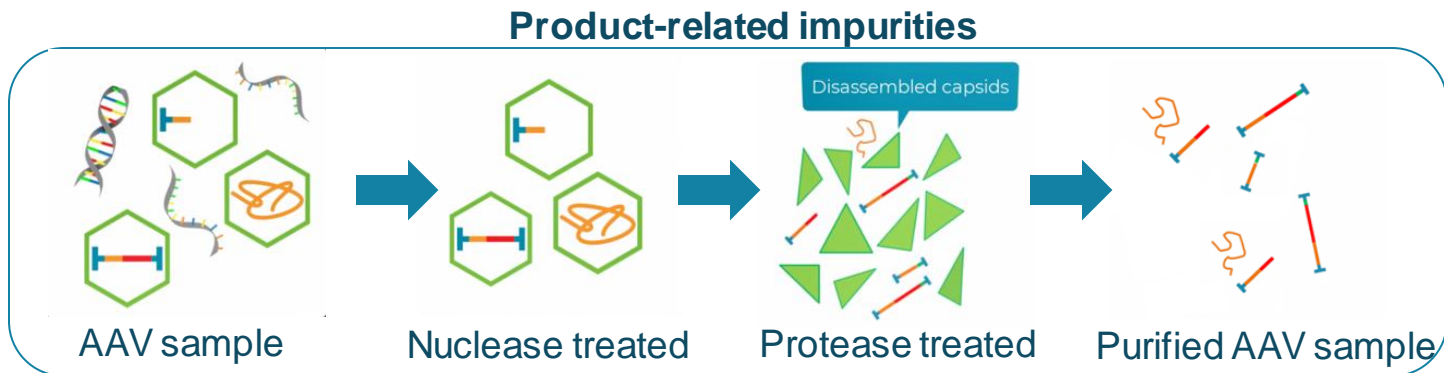 Product-related impurities
Disassembled capsids
AAV sample
Nuclease treated
Protease treated
Purified AAV sample